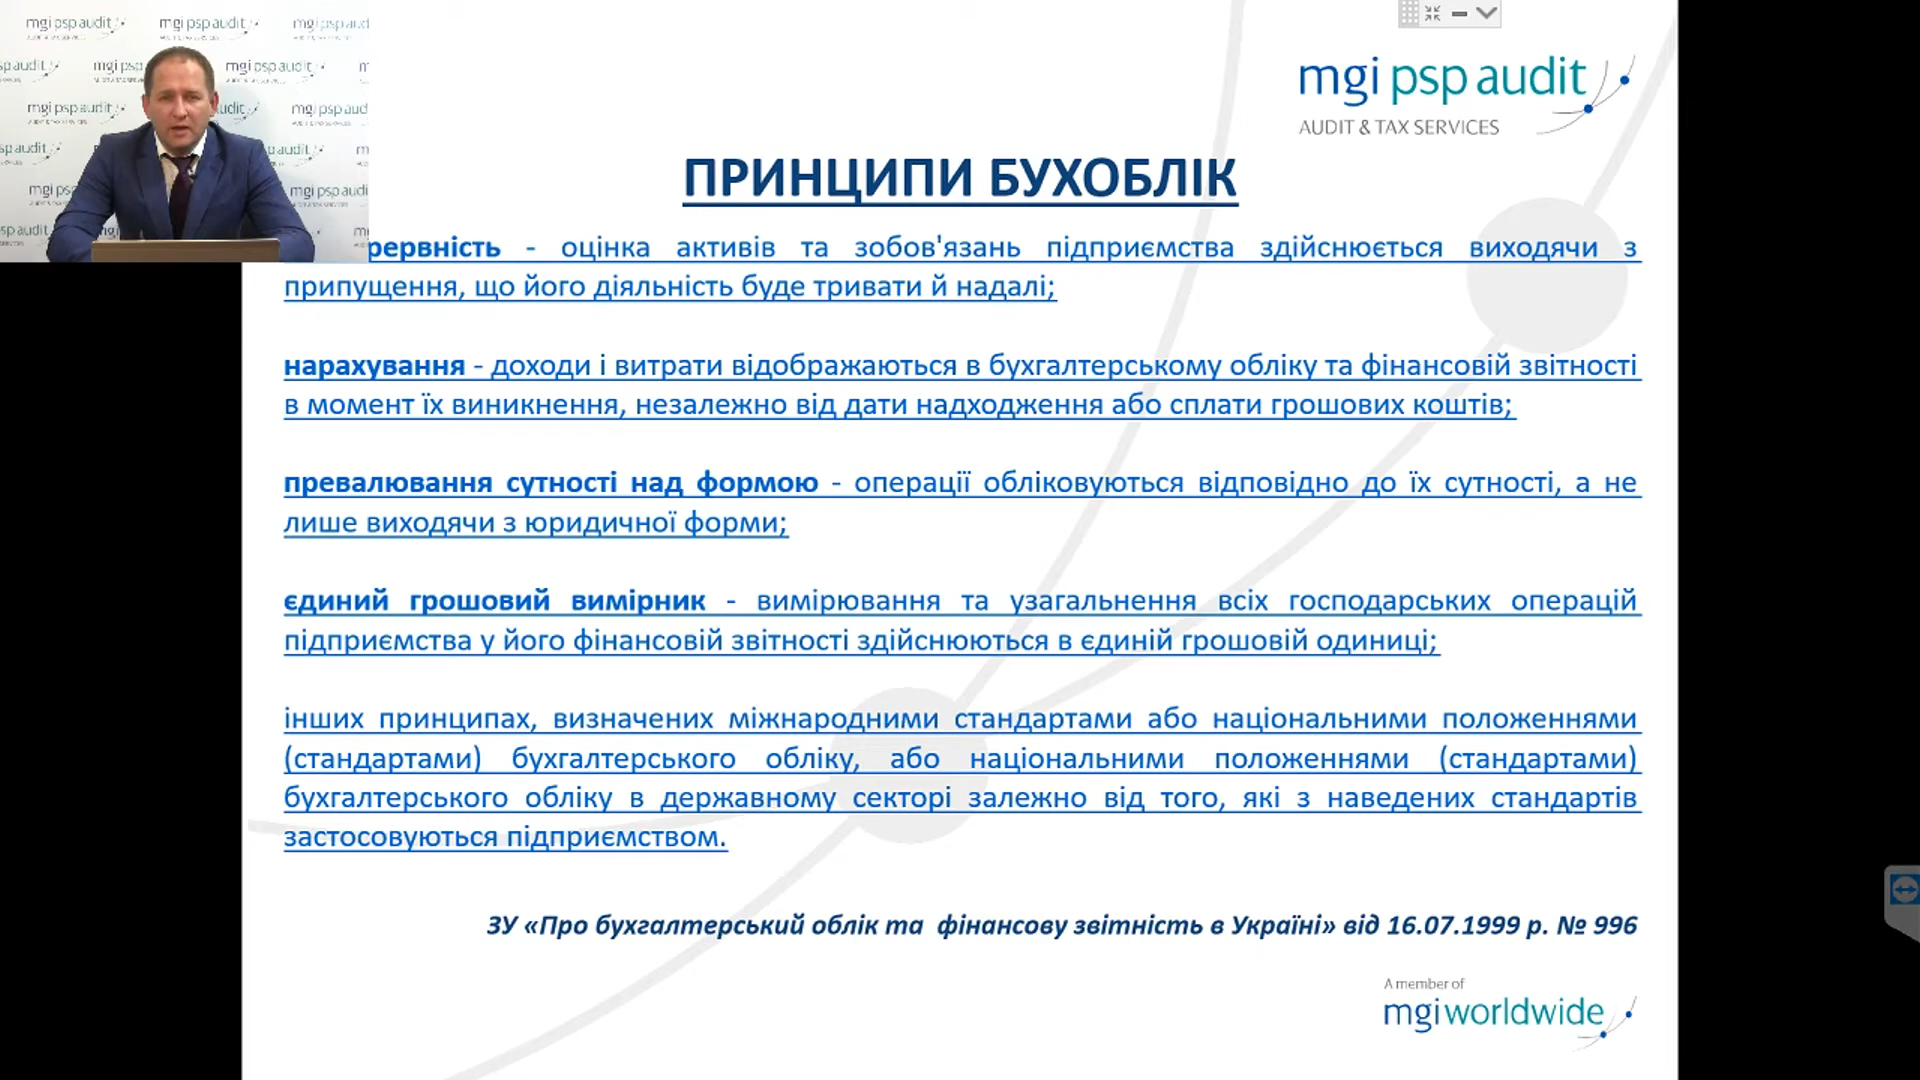 mgi psp audit
AUDIT & TAX SERVICES
ПРИНЦИПИ БУХОБЛІК
рервність - оцінка активів та зобов'язань підприємства здійснюється виходячи з
припущення, що його діяльність буде тривати й надалі;
нарахування - доходи і витрати відображаються в бухгалтерському обліку та фінансовій звітності
в момент їх виникнення, незалежно від дати надходження або сплати грошових коштів;
превалювання сутності над формою - операції обліковуються відповідно до їх сутності, а не
лише виходячи з юридичної форми;
єдиний грошовий вимірник - вимірювання та узагальнення всіх господарських операцій
підприємства у його фінансовій звітності здійснюються в єдиній грошовій одиниці;
інших принципах, визначених міжнародними стандартами або національними положеннями
(стандартами) бухгалтерського обліку, або національними положеннями (стандартами)
бухгалтерського обліку в державному секторі залежно від того, які з наведених стандартів
застосовуються підприємством.
ЗУ «Про бухгалтерський облік та фінансову звітність в Україні» від 16.07.1999 р. № 996
A member of
mgi worldwide